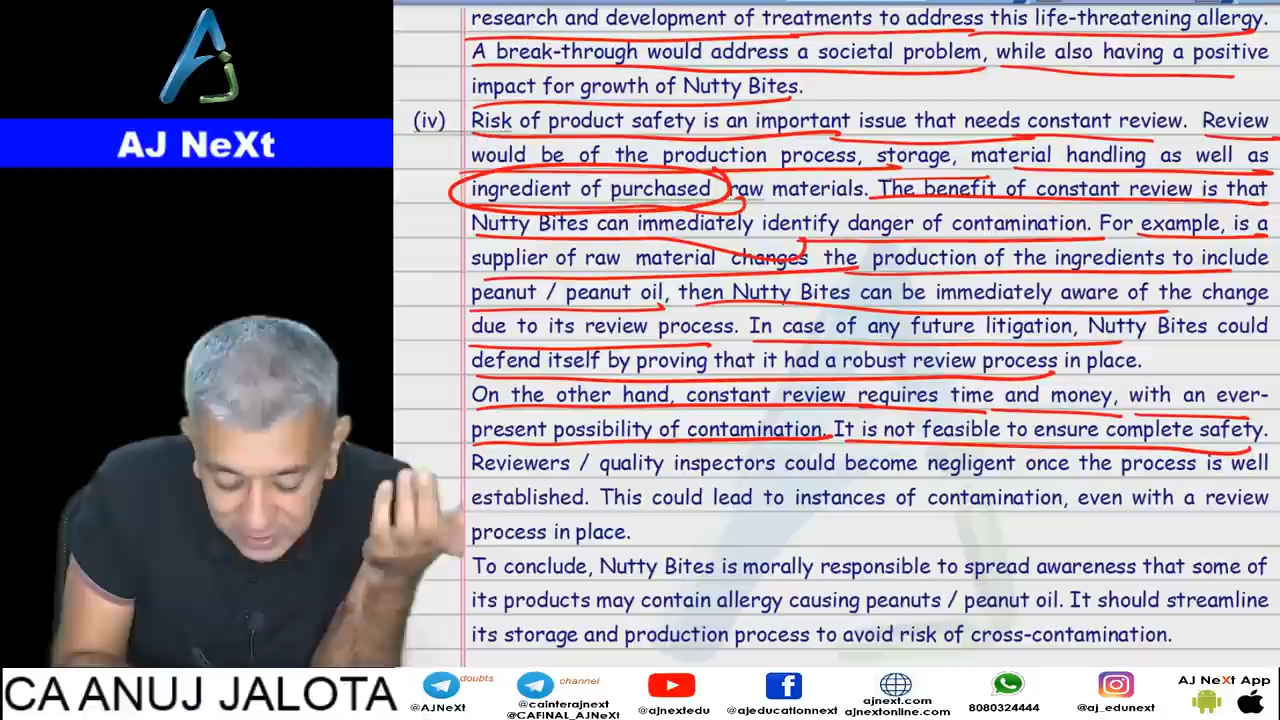 research and development of treatments to address this life-threatening allergy.
A break-through would address a societal problem, while also having a positive
impact for growth of Nutty Bites.
(iv) Risk of product safety is an important issue that needs constant review. Review
would be of the production process, storage, material handling as well as
ingredient of purchased raw materials. The benefit of constant review is that
Nutty Bites can immediately identify danger of contamination. For example, is a
supplier of raw material changes the production of the ingredients to include
peanut / peanut oil, then Nutty Bites can be immediately aware of the change
due to its review process. In case of any future litigation, Nutty Bites could
defend itself by proving that it had a robust review process in place.
On the other hand, constant review requires time and money, with an ever-
present possibility of contamination. It is not feasible to ensure complete safety.
Reviewers / quality inspectors could become negligent once the process is well
established. This could lead to instances of contamination, even with a review
process in place.
To conclude, Nutty Bites is morally responsible to spread awareness that some of
its products may contain allergy causing peanuts / peanut oil. It should streamline
its storage and production process to avoid risk of cross-contamination.
Aj
AJ NeXt
CA ANUJ JALOTA
doubts
@AJNeXt
channel
@cainterajnext
@CAFINAL_AJNeXt
@ajnextedu
@ajeducationnext
ajnext.com
ajnextonline.com
8080324444
@aj_edunext
AJ NeXt App